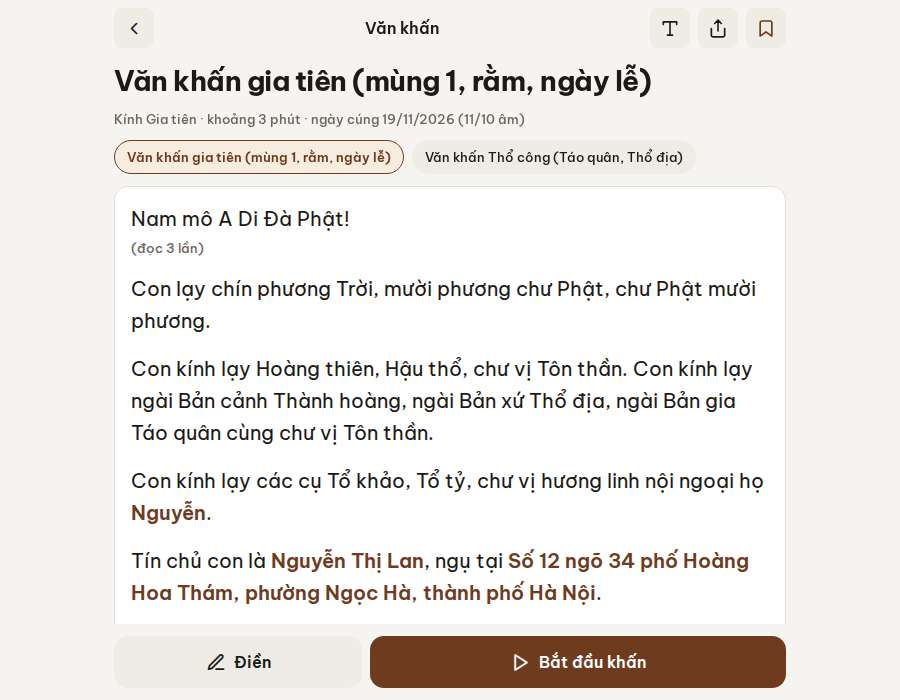 Văn khấn
Văn khấn gia tiên (mùng 1, rằm, ngày lễ)
Kính Gia tiên · khoảng 3 phút · ngày cúng 19/11/2026 (11/10 âm)
Văn khấn gia tiên (mùng 1, rằm, ngày lễ)
Văn khấn Thổ công (Táo quân, Thổ địa)
Nam mô A Di Đà Phật!
(đọc 3 lần)
Con lạy chín phương Trời, mười phương chư Phật, chư Phật mười
phương.
Con kính lạy Hoàng thiên, Hậu thổ, chư vị Tôn thần. Con kính lạy
ngài Bản cảnh Thành hoàng, ngài Bản xứ Thổ địa, ngài Bản gia
Táo quân cùng chư vị Tôn thần.
Con kính lạy các cụ Tổ khảo, Tổ tỷ, chư vị hương linh nội ngoại họ
Nguyễn.
Tín chủ con là Nguyễn Thị Lan, ngụ tại Số 12 ngõ 34 phố Hoàng
Hoa Thám, phường Ngọc Hà, thành phố Hà Nội.
Điền
Bắt đầu khấn